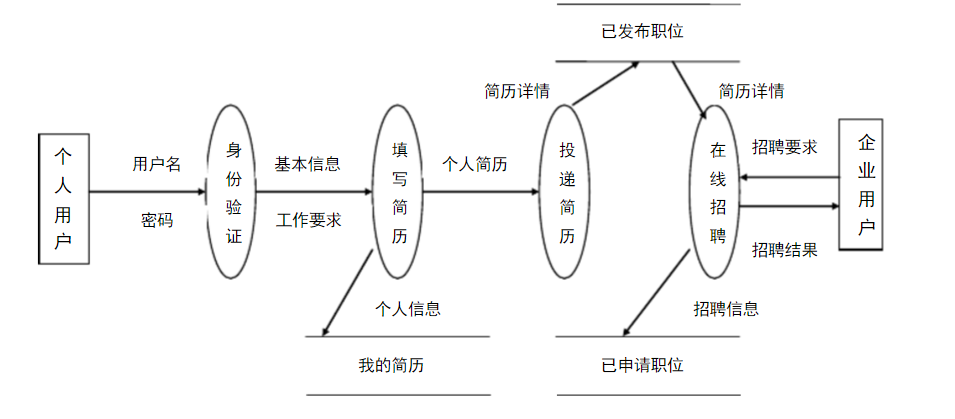 已发布职位
简历详情
简历详情
个人用户
用户名
密码
身份验证
基本信息
工作要求
填写简历
个人简历
投递简历
在线招聘
招聘要求
招聘结果
企业用户
个人信息
招聘信息
我的简历
已申请职位